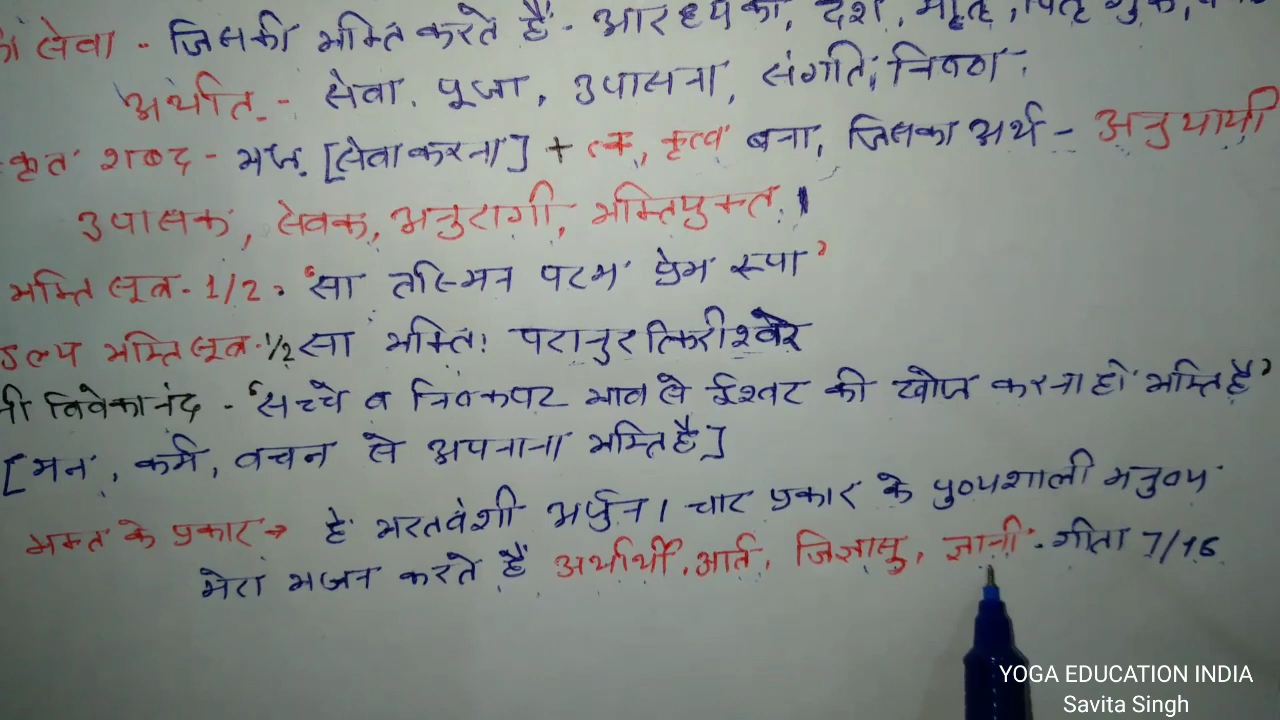 सेवा - जिसकी भक्ति करते हैं - आरध्य का, देश, मातृ, पितृ, गुरू,
अर्थात - सेवा, पूजा, उपासना, संगति, निष्ठा,
कृत शब्द - भज [सेवा करना] + क्त, कृत्व बना, जिसका अर्थ - अनुयायी
उपासक, सेवक, अनुरागी, भक्तियुक्त,
भक्ति सूत्र - 1/2 - "सा तस्मिन परम प्रेम रूपा"
भक्ति सूत्र - 1/2 सा भक्ति: परानुरक्तिरीश्वरे
विवेकानंद - "सच्चे व निष्कपट भाव से ईश्वर की खोज करना हो भक्ति है"
[मन, कर्म, वचन से अपनाना भक्ति है]
भक्त के प्रकार → हे भरतवंशी अर्जुन। चार प्रकार के पुण्यशाली मनुष्य
मेरा भजन करते हैं अर्थार्थी, आर्त, जिज्ञासु, ज्ञानी - गीता 7/16
YOGA EDUCATION INDIA
Savita Singh